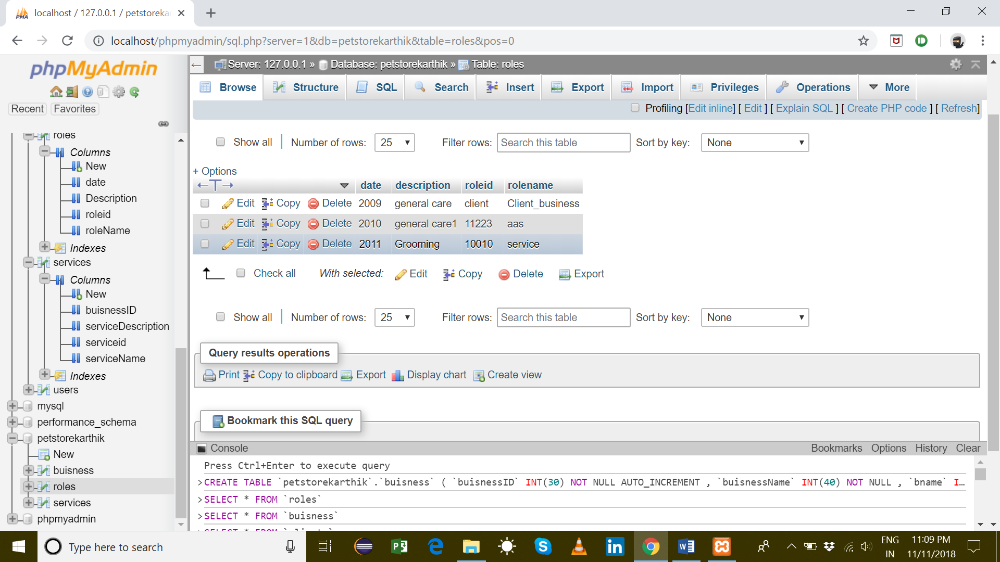 localhost / 127.0.0.1 / petstoreka
localhost/phpmyadmin/sql.php?server=1&db=petstorekarthik&table=roles&pos=0
phpMyAdmin
Recent Favorites
roles
Columns
New
date
Description
roleid
roleName
Indexes
services
Columns
New
buisnessID
serviceDescription
serviceid
serviceName
Indexes
users
mysql
performance_schema
petstorekarthik
New
buisness
roles
services
phpmyadmin
Server: 127.0.0.1 » Database: petstorekarthik » Table: roles
Browse Structure SQL Search Insert Export Import Privileges Operations More
Profiling [Edit inline] [ Edit ] [ Explain SQL ] [ Create PHP code ] [ Refresh]
Show all Number of rows: 25 Filter rows: Search this table Sort by key: None
+ Options
date description roleid rolename
Edit Copy Delete 2009 general care client Client_business
Edit Copy Delete 2010 general care1 11223 aas
Edit Copy Delete 2011 Grooming 10010 service
Check all With selected: Edit Copy Delete Export
Show all Number of rows: 25 Filter rows: Search this table Sort by key: None
Query results operations
Print Copy to clipboard Export Display chart Create view
Bookmark this SQL query
Console Bookmarks Options History Clear
Press Ctrl+Enter to execute query
>CREATE TABLE `petstorekarthik`.`buisness` ( `buisnessID` INT(30) NOT NULL AUTO_INCREMENT , `buisnessName` INT(40) NOT NULL , `bname` I…
>SELECT * FROM `roles`
>SELECT * FROM `buisness`
Type here to search
ENG
IN
11:09 PM
11/11/2018